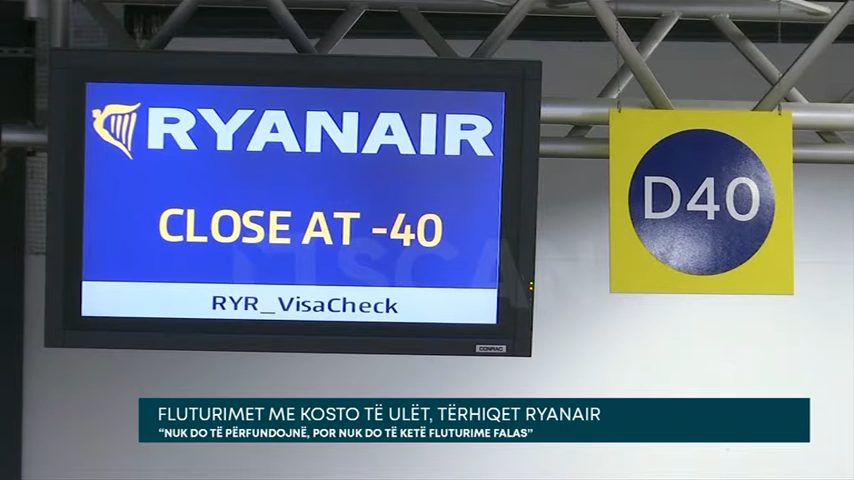 RYANAIR
CLOSE AT -40
RYR_VisaCheck
D40
CONRAC
FLUTURIMET ME KOSTO TË ULËT, TËRHIQET RYANAIR
“NUK DO TË PËRFUNDOJNË, POR NUK DO TË KETË FLUTURIME FALAS”